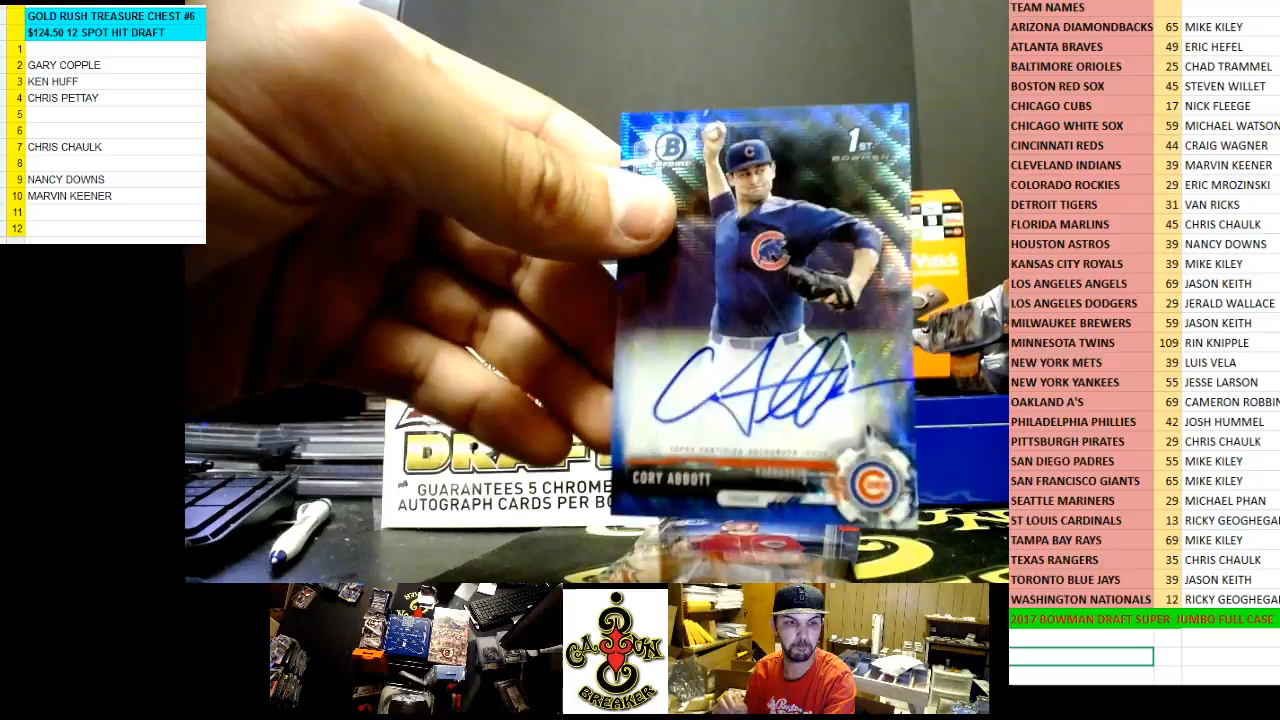 GOLD RUSH TREASURE CHEST #6
$124.50 12 SPOT HIT DRAFT
1
2 GARY COPPLE
3 KEN HUFF
4 CHRIS PETTAY
5
6
7 CHRIS CHAULK
8
9 NANCY DOWNS
10 MARVIN KEENER
11
12
B
Chrome
1ST
BOWMAN
C
CORY ABBOTT
C
DRAFT
GUARANTEES 5 CHROME
AUTOGRAPH CARDS PER BO
CARTON
BREAKER
TEAM NAMES
ARIZONA DIAMONDBACKS 65 MIKE KILEY
ATLANTA BRAVES 49 ERIC HEFEL
BALTIMORE ORIOLES 25 CHAD TRAMMEL
BOSTON RED SOX 45 STEVEN WILLET
CHICAGO CUBS 17 NICK FLEEGE
CHICAGO WHITE SOX 59 MICHAEL WATSON
CINCINNATI REDS 44 CRAIG WAGNER
CLEVELAND INDIANS 39 MARVIN KEENER
COLORADO ROCKIES 29 ERIC MROZINSKI
DETROIT TIGERS 31 VAN RICKS
FLORIDA MARLINS 45 CHRIS CHAULK
HOUSTON ASTROS 39 NANCY DOWNS
KANSAS CITY ROYALS 39 MIKE KILEY
LOS ANGELES ANGELS 69 JASON KEITH
LOS ANGELES DODGERS 29 JERALD WALLACE
MILWAUKEE BREWERS 59 JASON KEITH
MINNESOTA TWINS 109 RIN KNIPPLE
NEW YORK METS 39 LUIS VELA
NEW YORK YANKEES 55 JESSE LARSON
OAKLAND A'S 69 CAMERON ROBBIN
PHILADELPHIA PHILLIES 42 JOSH HUMMEL
PITTSBURGH PIRATES 29 CHRIS CHAULK
SAN DIEGO PADRES 55 MIKE KILEY
SAN FRANCISCO GIANTS 65 MIKE KILEY
SEATTLE MARINERS 29 MICHAEL PHAN
ST LOUIS CARDINALS 13 RICKY GEOGHEGA
TAMPA BAY RAYS 69 MIKE KILEY
TEXAS RANGERS 35 CHRIS CHAULK
TORONTO BLUE JAYS 39 JASON KEITH
WASHINGTON NATIONALS 12 RICKY GEOGHEGA
2017 BOWMAN DRAFT SUPER JUMBO FULL CASE